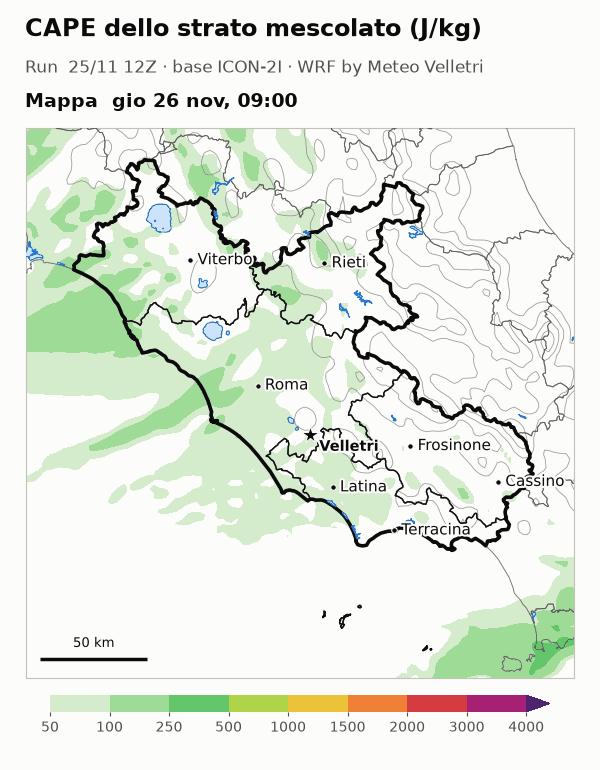 CAPE dello strato mescolato (J/kg)
Run  25/11 12Z · base ICON-2I · WRF by Meteo Velletri
Mappa  gio 26 nov, 09:00
Viterbo
Rieti
Roma
Velletri
Frosinone
Cassino
Latina
Terracina
50 km
50 100 250 500 1000 1500 2000 3000 4000